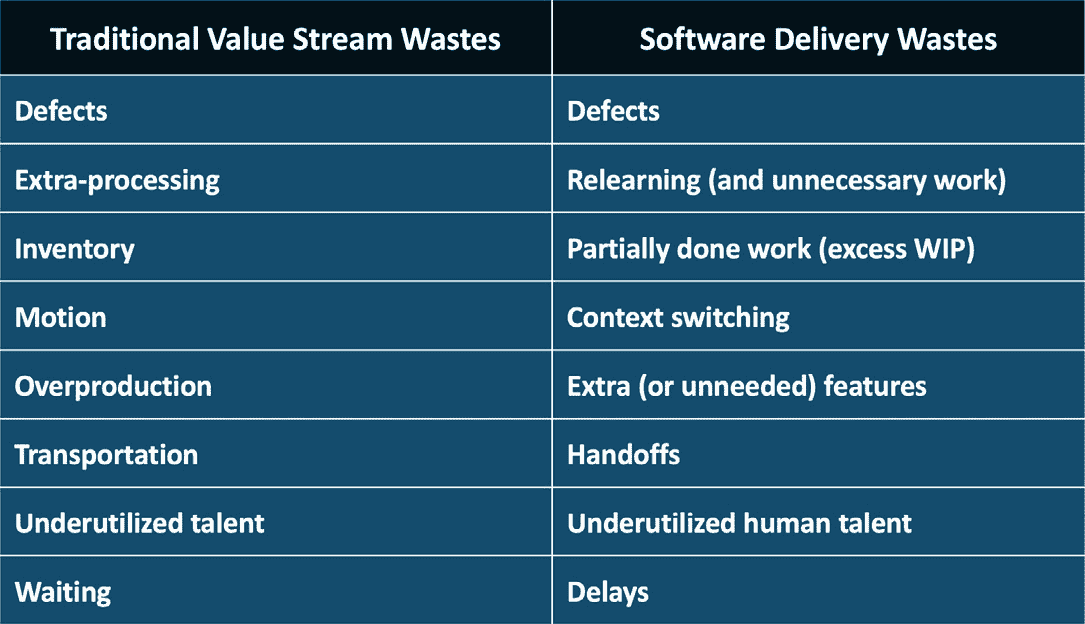 Traditional Value Stream Wastes
Software Delivery Wastes
Defects
Defects
Extra-processing
Relearning (and unnecessary work)
Inventory
Partially done work (excess WIP)
Motion
Context switching
Overproduction
Extra (or unneeded) features
Transportation
Handoffs
Underutilized talent
Underutilized human talent
Waiting
Delays